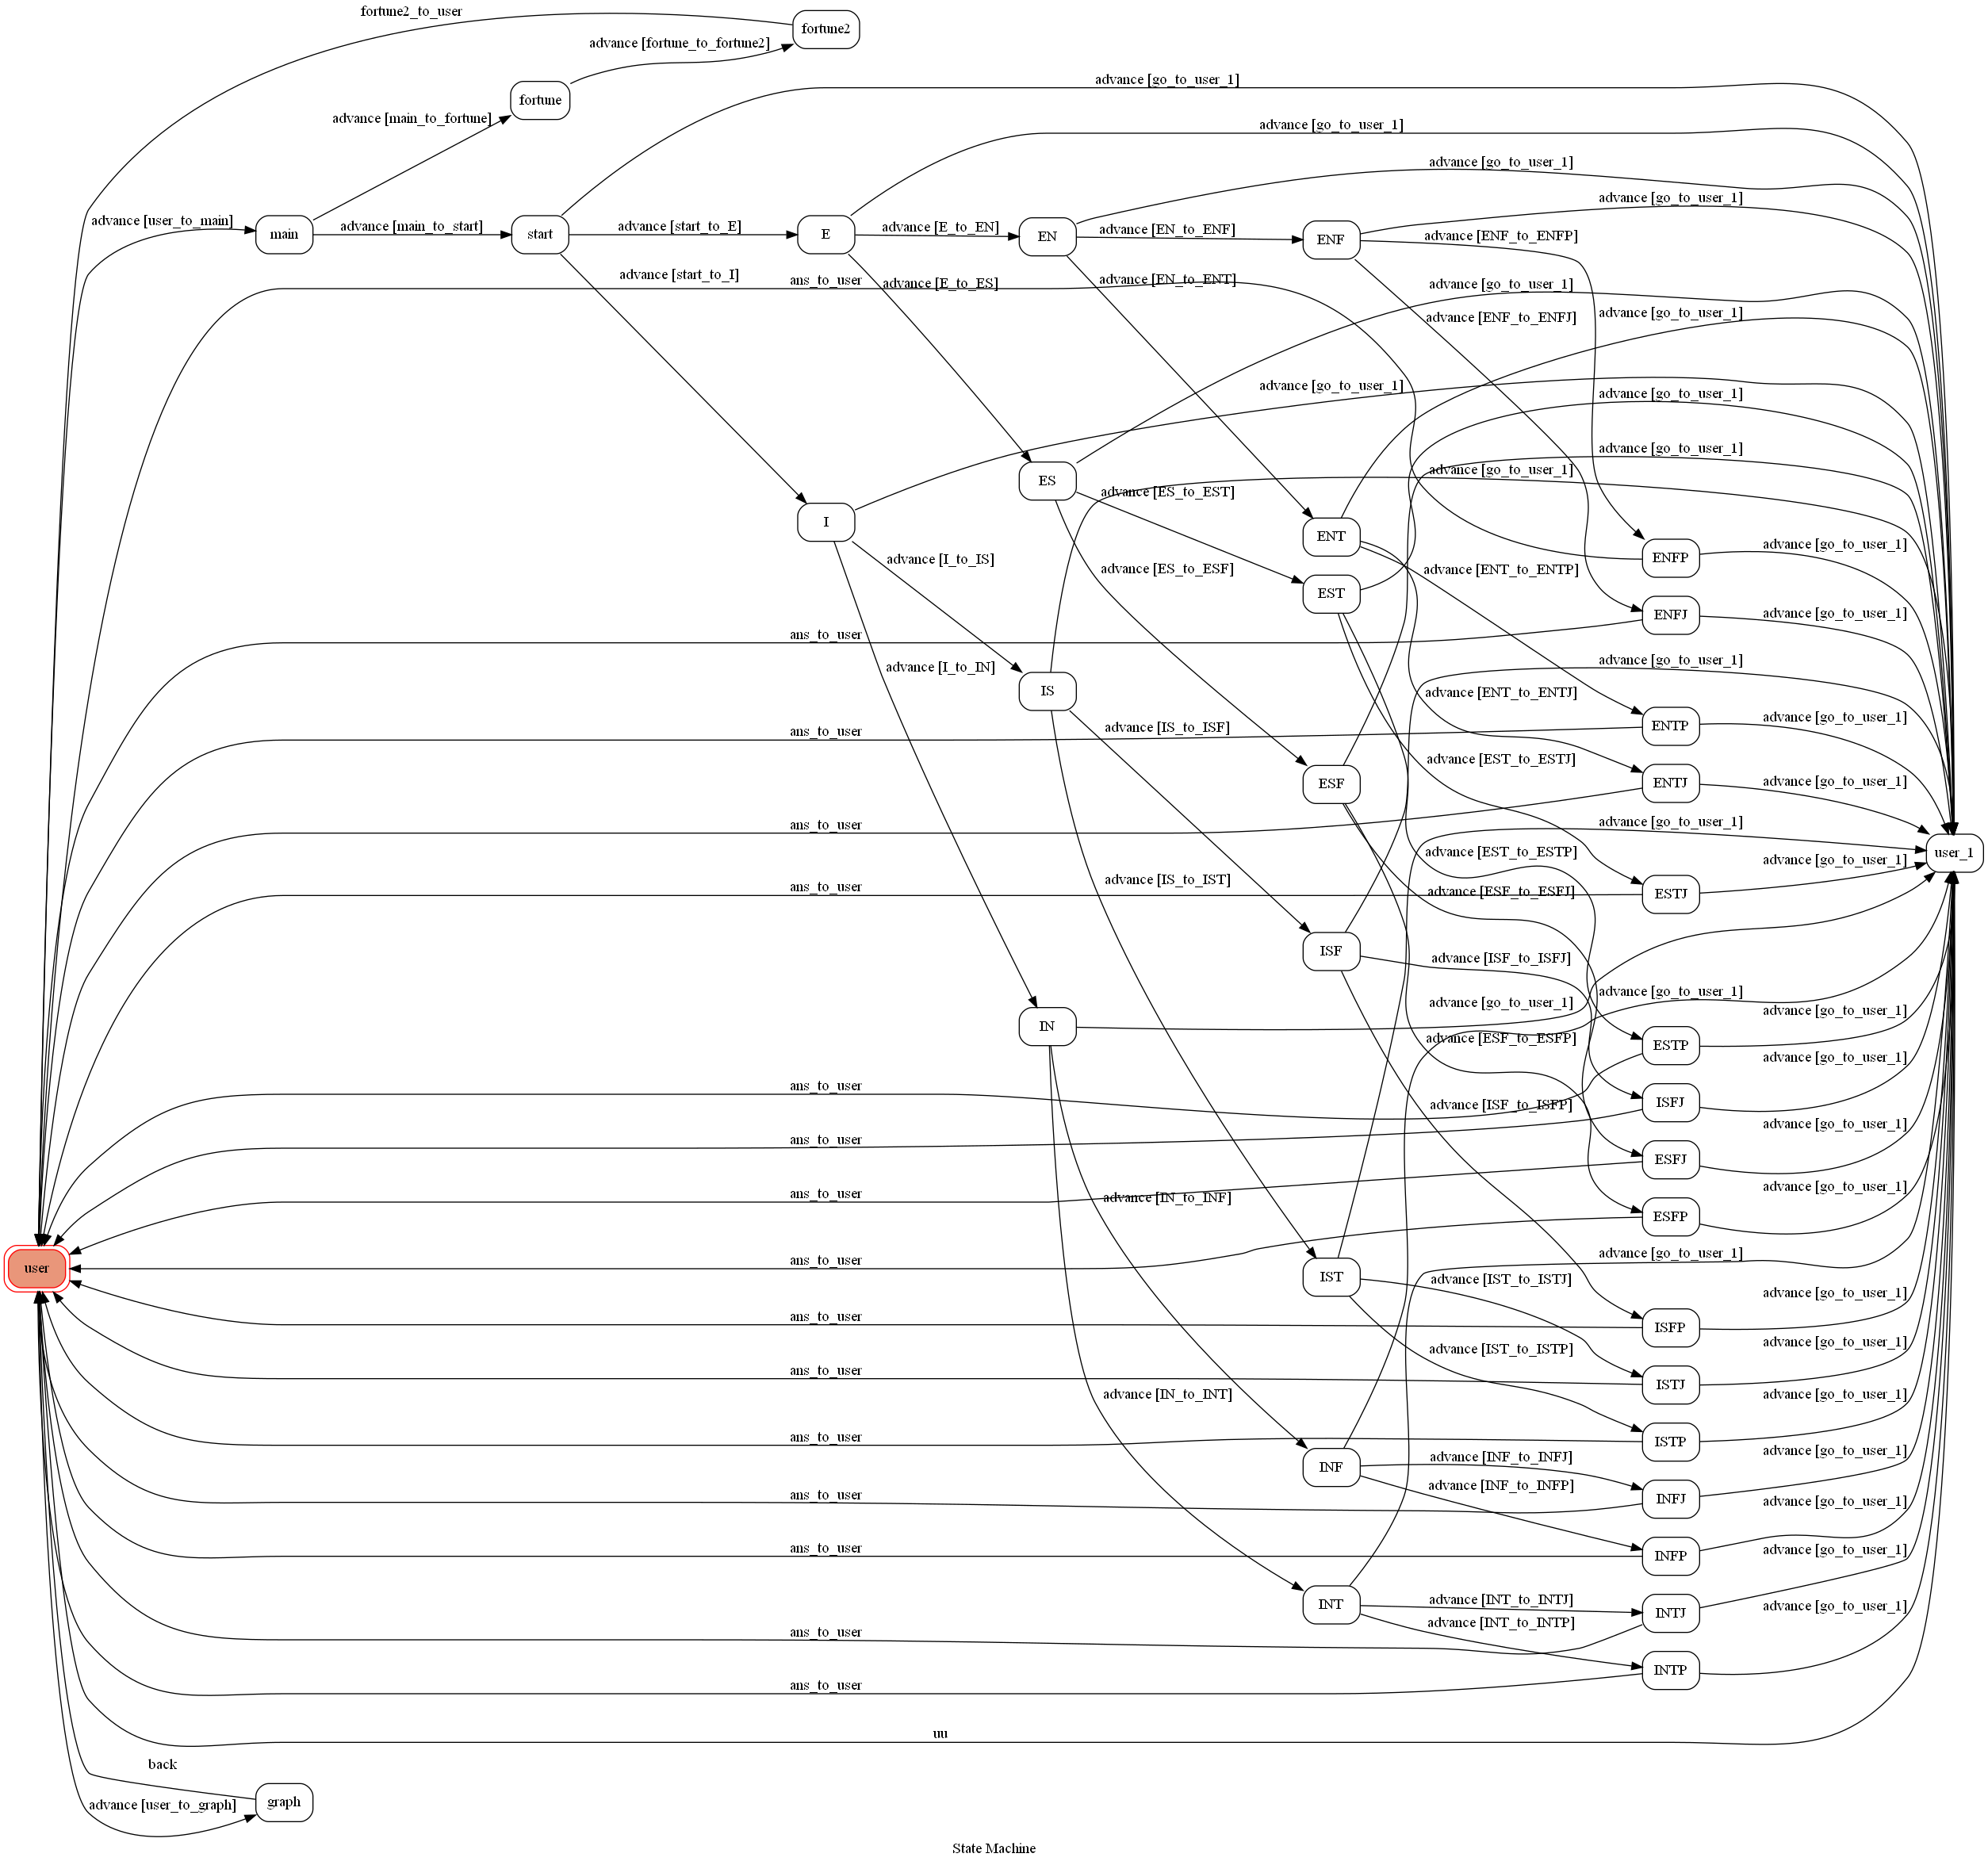 fortune2_to_user
fortune2
advance [fortune_to_fortune2]
advance [go_to_user_1]
fortune
advance [main_to_fortune]
advance [go_to_user_1]
advance [go_to_user_1]
advance [go_to_user_1]
advance [user_to_main]
main
advance [main_to_start]
start
advance [start_to_E]
E
advance [E_to_EN]
EN
advance [EN_to_ENF]
ENF
advance [ENF_to_ENFP]
advance [start_to_I]
ans_to_user
advance [E_to_ES]
advance [EN_to_ENT]
advance [go_to_user_1]
advance [ENF_to_ENFJ]
advance [go_to_user_1]
advance [go_to_user_1]
advance [go_to_user_1]
advance [go_to_user_1]
advance [go_to_user_1]
ES
advance [ES_to_EST]
I
ENT
advance [go_to_user_1]
ENFP
advance [I_to_IS]
advance [ES_to_ESF]
advance [ENT_to_ENTP]
EST
advance [go_to_user_1]
ENFJ
ans_to_user
advance [I_to_IN]
advance [go_to_user_1]
IS
advance [ENT_to_ENTJ]
advance [go_to_user_1]
ans_to_user
advance [IS_to_ISF]
ENTP
advance [EST_to_ESTJ]
ESF
ENTJ
advance [go_to_user_1]
ans_to_user
advance [go_to_user_1]
advance [EST_to_ESTP]
user_1
advance [go_to_user_1]
ans_to_user
advance [IS_to_IST]
advance [ESF_to_ESFJ]
ESTJ
ISF
advance [ISF_to_ISFJ]
advance [go_to_user_1]
advance [go_to_user_1]
advance [go_to_user_1]
IN
advance [ESF_to_ESFP]
ESTP
advance [go_to_user_1]
ans_to_user
advance [ISF_to_ISFP]
ISFJ
advance [go_to_user_1]
ans_to_user
ESFJ
advance [go_to_user_1]
ans_to_user
advance [IN_to_INF]
ESFP
advance [go_to_user_1]
user
ans_to_user
IST
advance [IST_to_ISTJ]
advance [go_to_user_1]
ans_to_user
ISFP
advance [go_to_user_1]
advance [IST_to_ISTP]
ans_to_user
ISTJ
advance [IN_to_INT]
advance [go_to_user_1]
ans_to_user
ISTP
advance [go_to_user_1]
INF
advance [INF_to_INFJ]
advance [INF_to_INFP]
ans_to_user
INFJ
advance [go_to_user_1]
ans_to_user
INFP
advance [go_to_user_1]
INT
advance [INT_to_INTJ]
INTJ
advance [go_to_user_1]
advance [INT_to_INTP]
ans_to_user
INTP
ans_to_user
uu
back
advance [user_to_graph]
graph
State Machine